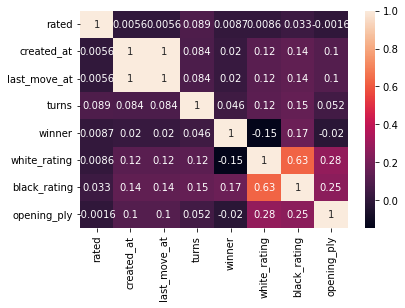 rated 1 0.0056 0.0056 0.089 0.0087 0.0086 0.033 -0.0016
created_at 0.0056 1 1 0.084 0.02 0.12 0.14 0.1
last_move_at 0.0056 1 1 0.084 0.02 0.12 0.14 0.1
turns 0.089 0.084 0.084 1 0.046 0.12 0.15 0.052
winner 0.0087 0.02 0.02 0.046 1 -0.15 0.17 -0.02
white_rating 0.0086 0.12 0.12 0.12 -0.15 1 0.63 0.28
black_rating 0.033 0.14 0.14 0.15 0.17 0.63 1 0.25
opening_ply -0.0016 0.1 0.1 0.052 -0.02 0.28 0.25 1
rated
created_at
last_move_at
turns
winner
white_rating
black_rating
opening_ply
1.0
0.8
0.6
0.4
0.2
0.0